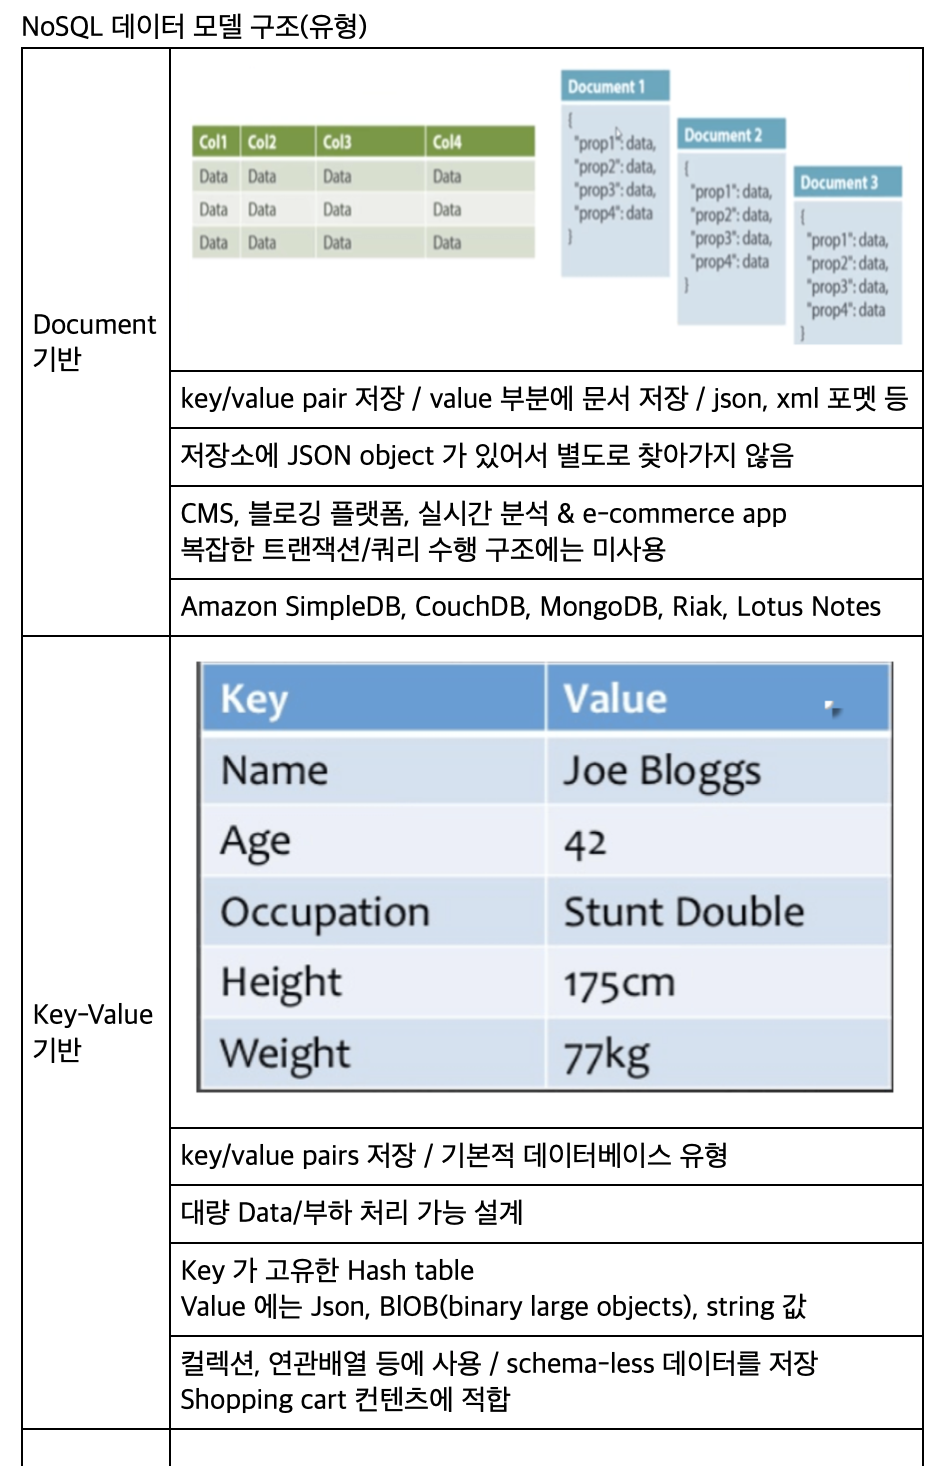 NoSQL 데이터 모델 구조(유형)
Document
기반
Col1 Col2 Col3 Col4
Data Data Data Data
Data Data Data Data
Data Data Data Data
Document 1
{
"prop1": data,
"prop2": data,
"prop3": data,
"prop4": data
}
Document 2
{
"prop1": data,
"prop2": data,
"prop3": data,
"prop4": data
}
Document 3
{
"prop1": data,
"prop2": data,
"prop3": data,
"prop4": data
}
key/value pair 저장 / value 부분에 문서 저장 / json, xml 포멧 등
저장소에 JSON object 가 있어서 별도로 찾아가지 않음
CMS, 블로깅 플랫폼, 실시간 분석 & e-commerce app
복잡한 트랜잭션/쿼리 수행 구조에는 미사용
Amazon SimpleDB, CouchDB, MongoDB, Riak, Lotus Notes
Key-Value
기반
Key Value
Name Joe Bloggs
Age 42
Occupation Stunt Double
Height 175cm
Weight 77kg
key/value pairs 저장 / 기본적 데이터베이스 유형
대량 Data/부하 처리 가능 설계
Key 가 고유한 Hash table
Value 에는 Json, BlOB(binary large objects), string 값
컬렉션, 연관배열 등에 사용 / schema-less 데이터를 저장
Shopping cart 컨텐츠에 적합